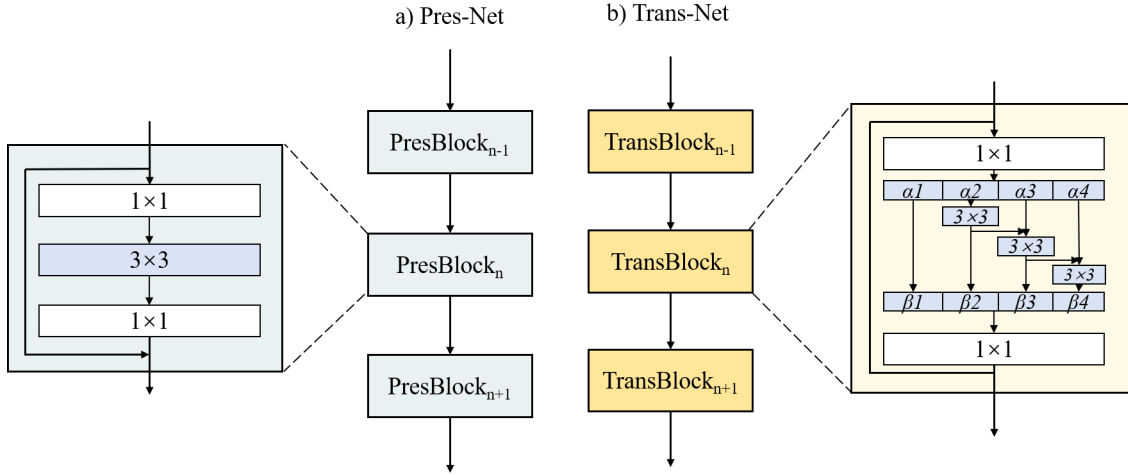 a) Pres-Net
b) Trans-Net
1×1
3×3
1×1
PresBlockn-1
PresBlockn
PresBlockn+1
TransBlockn-1
TransBlockn
TransBlockn+1
1×1
α1 α2 α3 α4
3×3
3×3
3×3
β1 β2 β3 β4
1×1